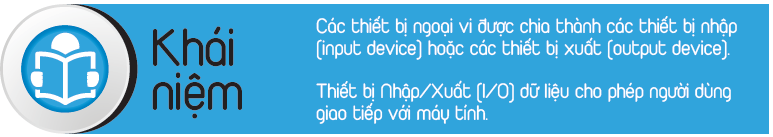 Khái
niệm
Các thiết bị ngoại vi được chia thành các thiết bị nhập
(input device) hoặc các thiết bị xuất (output device).
Thiết bị Nhập/Xuất (I/O) dữ liệu cho phép người dùng
giao tiếp với máy tính.